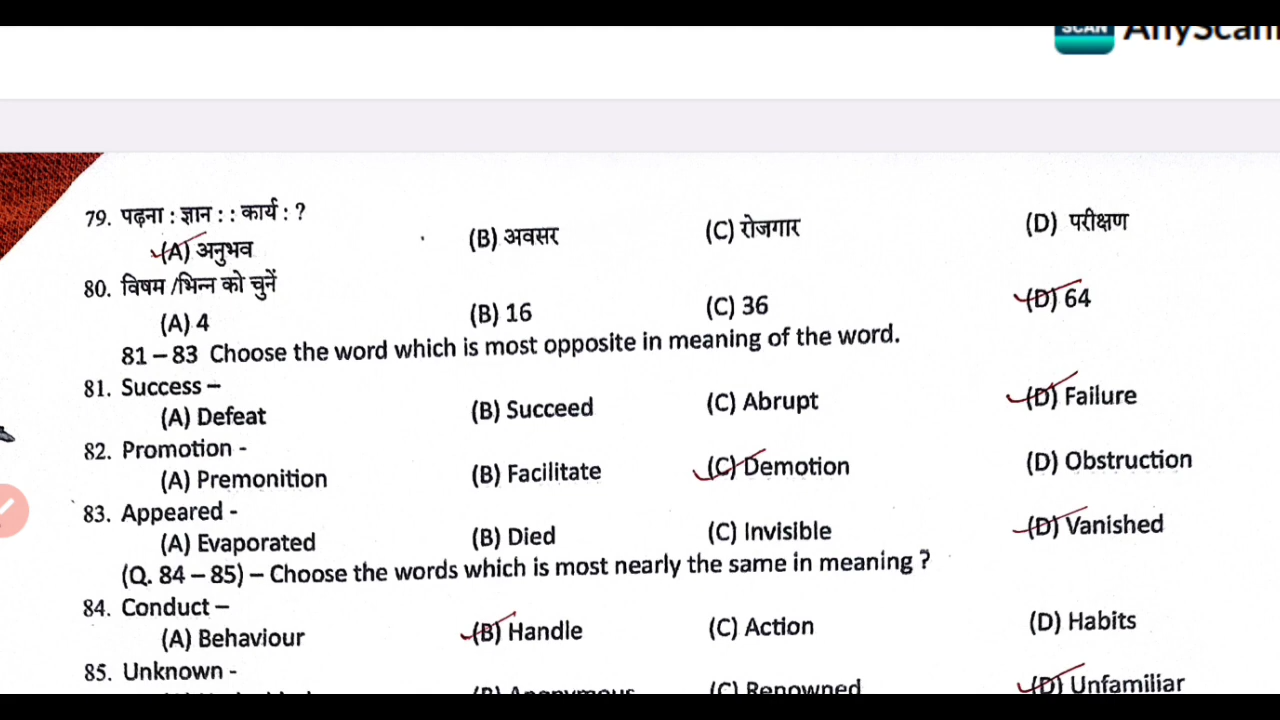 SCAN AnyScan
79. पढ़ना : ज्ञान : : कार्य : ?
(A) अनुभव (B) अवसर (C) रोजगार (D) परीक्षण
80. विषम /भिन्न को चुनें
(A) 4 (B) 16 (C) 36 (D) 64
81 – 83 Choose the word which is most opposite in meaning of the word.
81. Success –
(A) Defeat (B) Succeed (C) Abrupt (D) Failure
82. Promotion -
(A) Premonition (B) Facilitate (C) Demotion (D) Obstruction
83. Appeared -
(A) Evaporated (B) Died (C) Invisible (D) Vanished
(Q. 84 – 85) – Choose the words which is most nearly the same in meaning ?
84. Conduct –
(A) Behaviour (B) Handle (C) Action (D) Habits
85. Unknown -
(B) Anonymous (C) Renowned (D) Unfamiliar